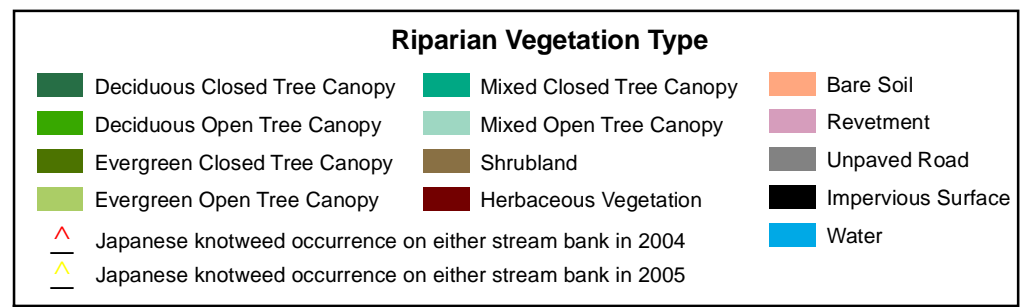 Riparian Vegetation Type
Deciduous Closed Tree Canopy
Deciduous Open Tree Canopy
Evergreen Closed Tree Canopy
Evergreen Open Tree Canopy
Mixed Closed Tree Canopy
Mixed Open Tree Canopy
Shrubland
Herbaceous Vegetation
Bare Soil
Revetment
Unpaved Road
Impervious Surface
Water
^ Japanese knotweed occurrence on either stream bank in 2004
^ Japanese knotweed occurrence on either stream bank in 2005